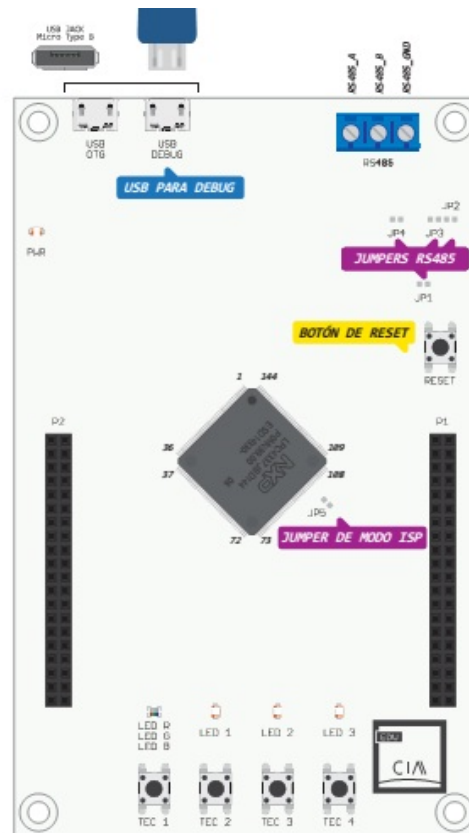 USB JACK
Micro Type B
RS485_A
RS485_B
RS485_GND
USB
OTG
USB
DEBUG
RS485
USB PARA DEBUG
JP2
JP4
JP3
PWR
JUMPERS RS485
JP1
BOTÓN DE RESET
RESET
1
144
P2
P1
36
109
37
108
NXP
JP5
72
73
JUMPER DE MODO ISP
LED R
LED G
LED B
LED 1
LED 2
LED 3
EDU
CIAA
TEC 1
TEC 2
TEC 3
TEC 4